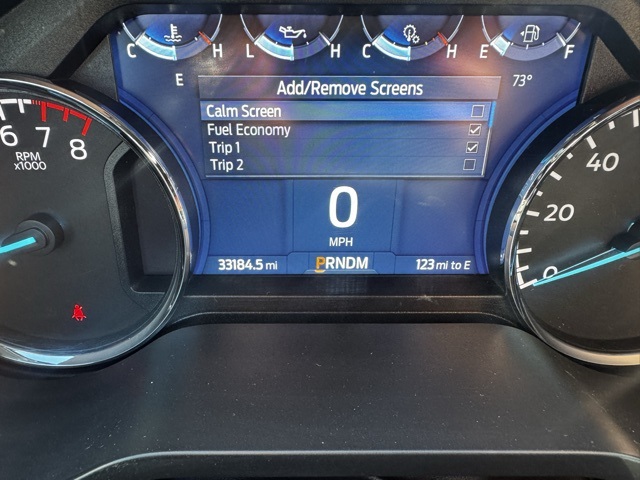 C H L H C H E F
E Add/Remove Screens 73°
Calm Screen
Fuel Economy
Trip 1
Trip 2
6 7 8
RPM
x1000
0
MPH
40
20
0
33184.5 mi PRNDM 123 mi to E